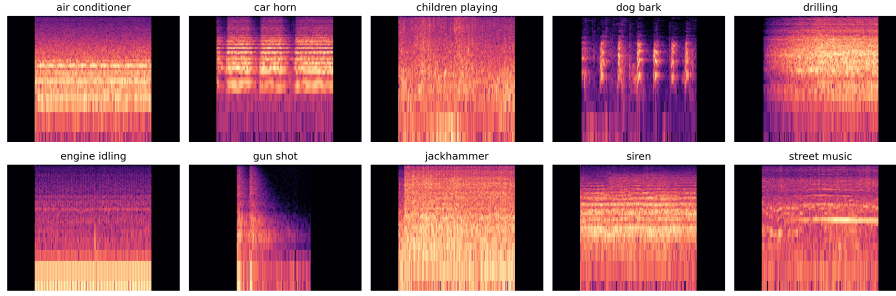 air conditioner
car horn
children playing
dog bark
drilling
engine idling
gun shot
jackhammer
siren
street music